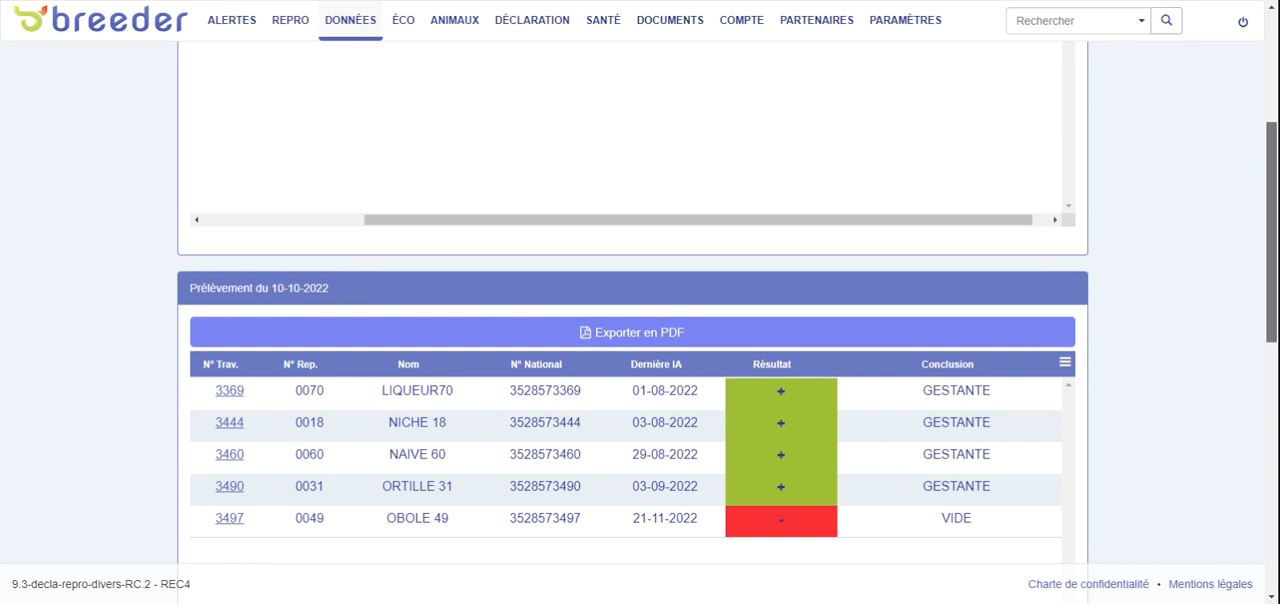 breeder ALERTES REPRO DONNÉES ÉCO ANIMAUX DÉCLARATION SANTÉ DOCUMENTS COMPTE PARTENAIRES PARAMÈTRES Rechercher
Prélèvement du 10-10-2022
Exporter en PDF
N° Trav. N° Rep. Nom N° National Dernière IA Résultat Conclusion
3369 0070 LIQUEUR70 3528573369 01-08-2022 + GESTANTE
3444 0018 NICHE 18 3528573444 03-08-2022 + GESTANTE
3460 0060 NAIVE 60 3528573460 29-08-2022 + GESTANTE
3490 0031 ORTILLE 31 3528573490 03-09-2022 + GESTANTE
3497 0049 OBOLE 49 3528573497 21-11-2022 - VIDE
9.3-decla-repro-divers-RC.2 - REC4 Charte de confidentialité • Mentions légales